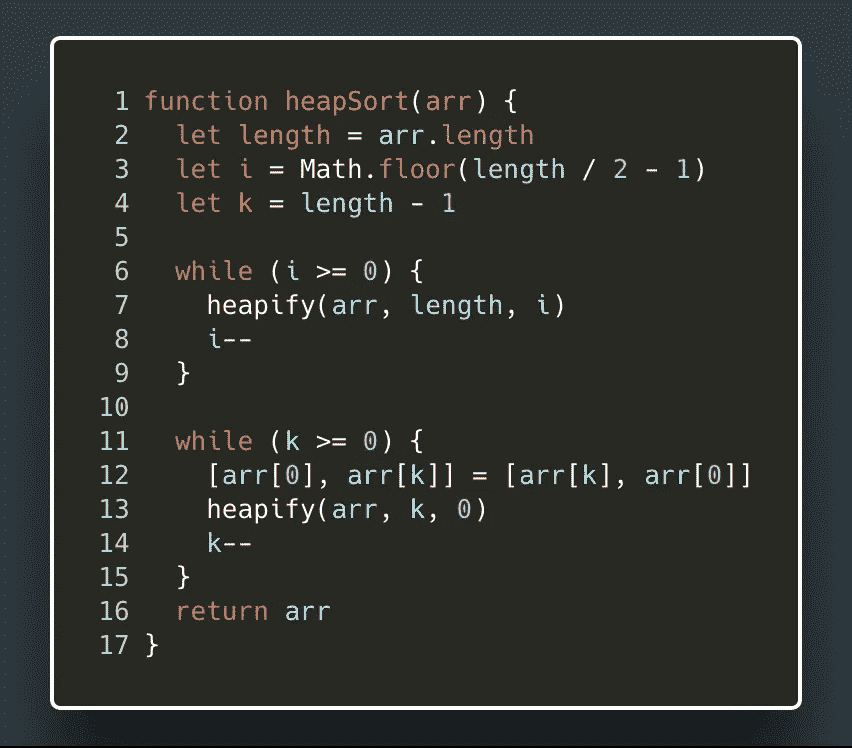 1 function heapSort(arr) {
2   let length = arr.length
3   let i = Math.floor(length / 2 - 1)
4   let k = length - 1
5
6   while (i >= 0) {
7     heapify(arr, length, i)
8     i--
9   }
10
11   while (k >= 0) {
12     [arr[0], arr[k]] = [arr[k], arr[0]]
13     heapify(arr, k, 0)
14     k--
15   }
16   return arr
17 }